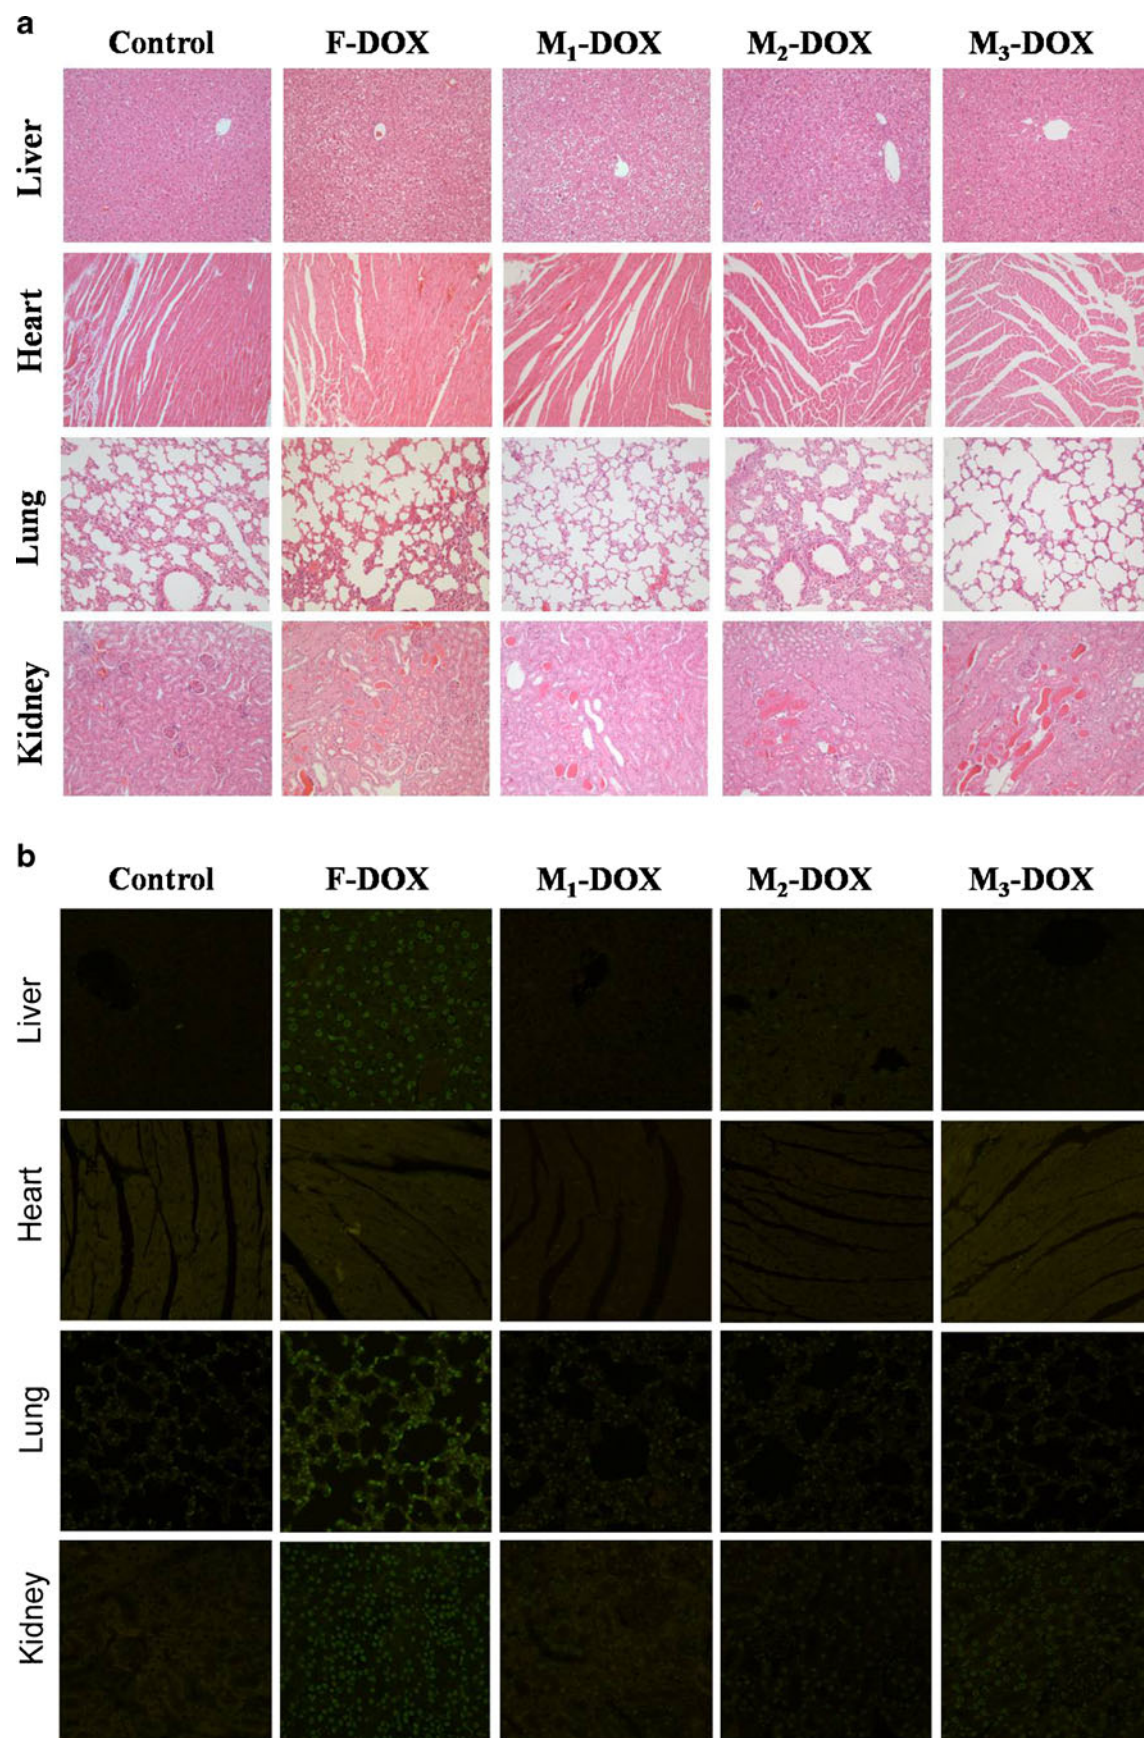 a
Control F-DOX M₁-DOX M₂-DOX M₃-DOX
Liver
Heart
Lung
Kidney
b
Control F-DOX M₁-DOX M₂-DOX M₃-DOX
Liver
Heart
Lung
Kidney